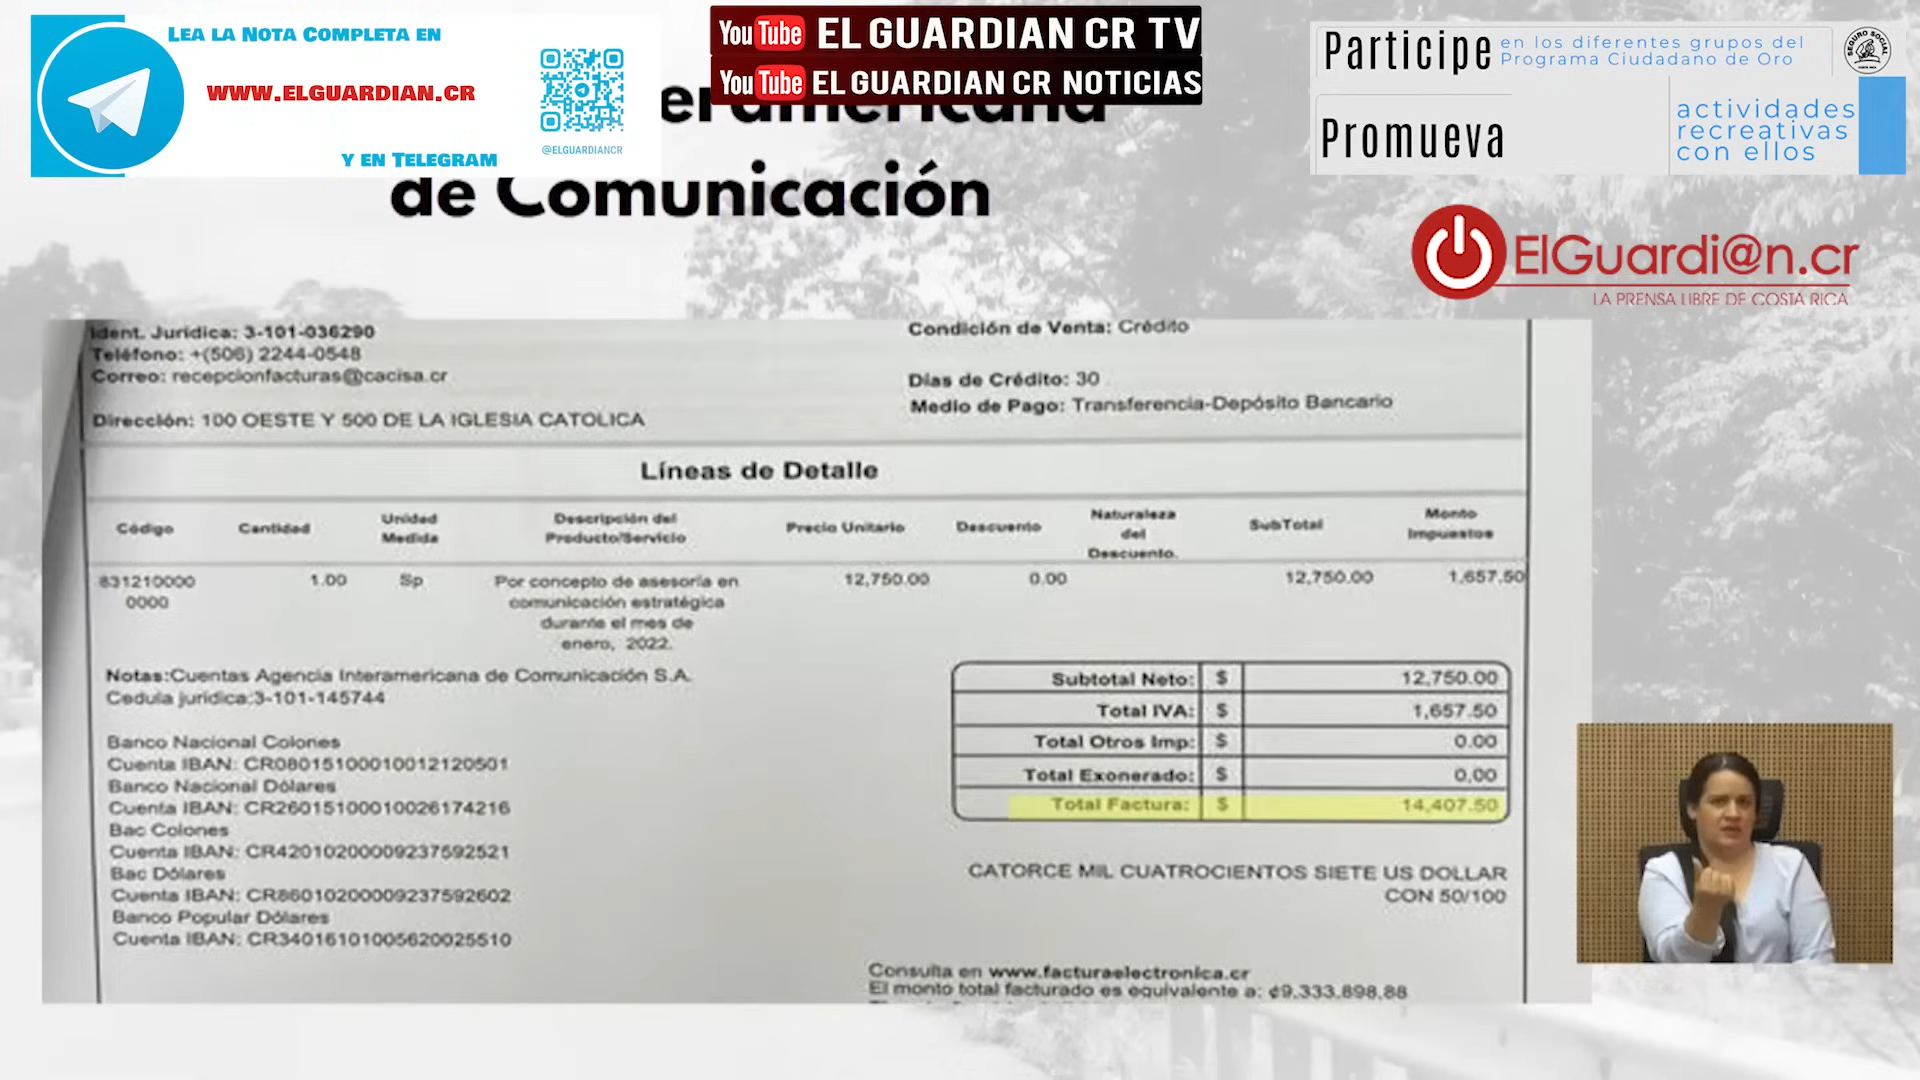 LEA LA NOTA COMPLETA EN
WWW.ELGUARDIAN.CR
Y EN TELEGRAM
@ELGUARDIANCR
YouTube EL GUARDIAN CR TV
YouTube EL GUARDIAN CR NOTICIAS
de Comunicación
Participe en los diferentes grupos del
Programa Ciudadano de Oro
Promueva
actividades
recreativas
con ellos
SEGURO SOCIAL
ElGuardi@n.cr
LA PRENSA LIBRE DE COSTA RICA
Ident. Jurídica: 3-101-036290
Teléfono: +(506) 2244-0548
Correo: recepcionfacturas@cacisa.cr
Dirección: 100 OESTE Y 500 DE LA IGLESIA CATOLICA
Condición de Venta: Crédito
Días de Crédito: 30
Medio de Pago: Transferencia-Depósito Bancario
Líneas de Detalle
Código Cantidad Unidad Medida Descripción del Producto/Servicio Precio Unitario Descuento Naturaleza del Descuento. SubTotal Monto Impuestos
831210000 1.00 Sp Por concepto de asesoría en 12,750.00 0.00 12,750.00 1,657.50
0000 comunicación estratégica
durante el mes de
enero, 2022.
Notas:Cuentas Agencia Interamericana de Comunicación S.A.
Cedula jurídica:3-101-145744
Banco Nacional Colones
Cuenta IBAN: CR08015100010012120501
Banco Nacional Dólares
Cuenta IBAN: CR26015100010026174216
Bac Colones
Cuenta IBAN: CR42010200009237592521
Bac Dólares
Cuenta IBAN: CR86010200009237592602
Banco Popular Dólares
Cuenta IBAN: CR34016101005620025510
Subtotal Neto: $ 12,750.00
Total IVA: $ 1,657.50
Total Otros Imp: $ 0.00
Total Exonerado: $ 0,00
Total Factura: $ 14,407.50
CATORCE MIL CUATROCIENTOS SIETE US DOLLAR
CON 50/100
Consulta en www.facturaelectronica.cr
El monto total facturado es equivalente a: ¢9,333,898.88